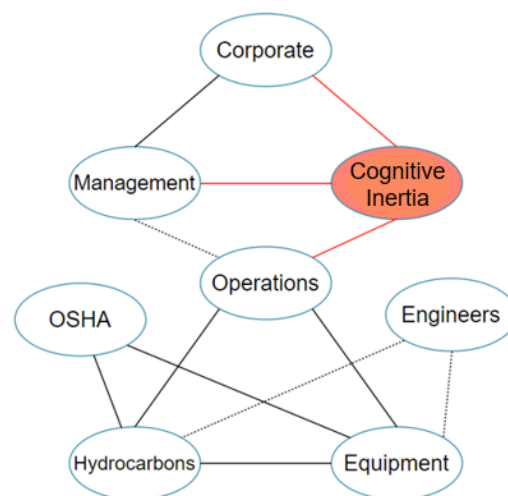 Corporate
Management
Cognitive
Inertia
Operations
OSHA
Engineers
Hydrocarbons
Equipment